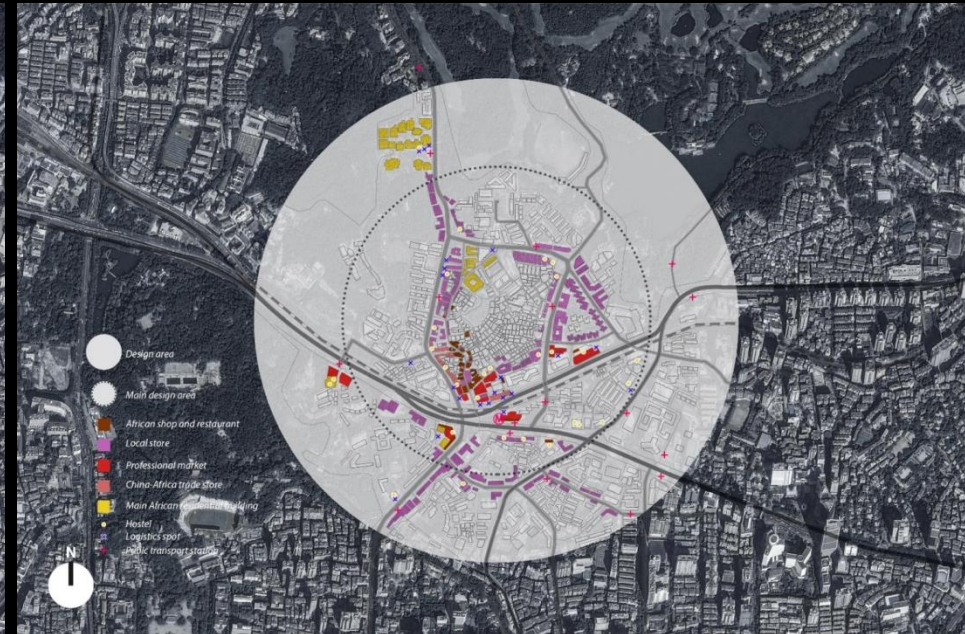 Design area
Main design area
African shop and restaurant
Local store
Professional market
China-Africa trade store
Main African residential building
Hostel
Logistics spot
Public transport station
N